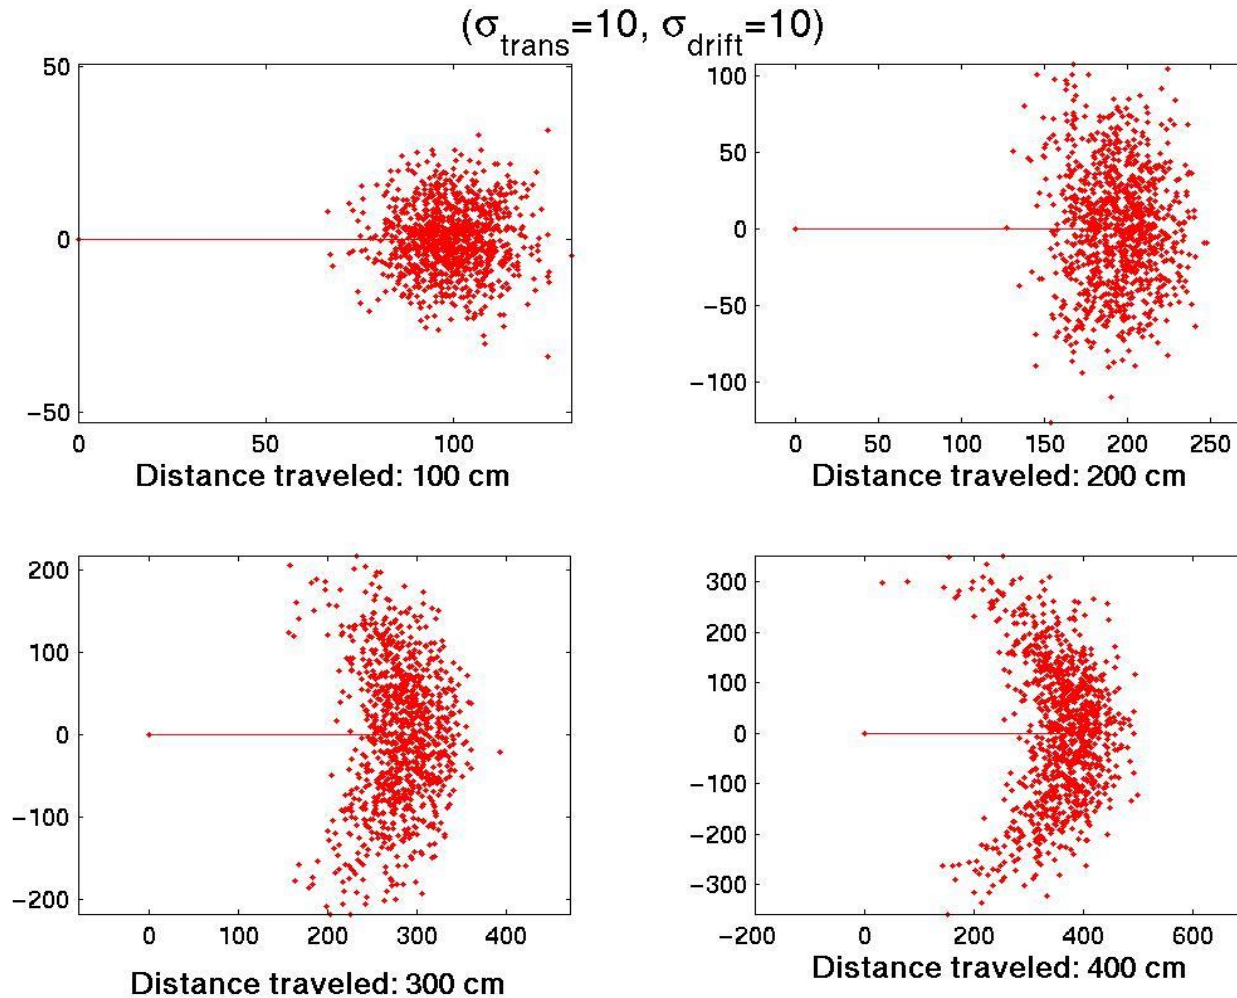 (σtrans=10, σdrift=10)
50
0
−50
0 50 100
Distance traveled: 100 cm
100
50
0
−50
−100
0 50 100 150 200 250
Distance traveled: 200 cm
200
100
0
−100
−200
0 100 200 300 400
Distance traveled: 300 cm
300
200
100
0
−100
−200
−300
−200 0 200 400 600
Distance traveled: 400 cm